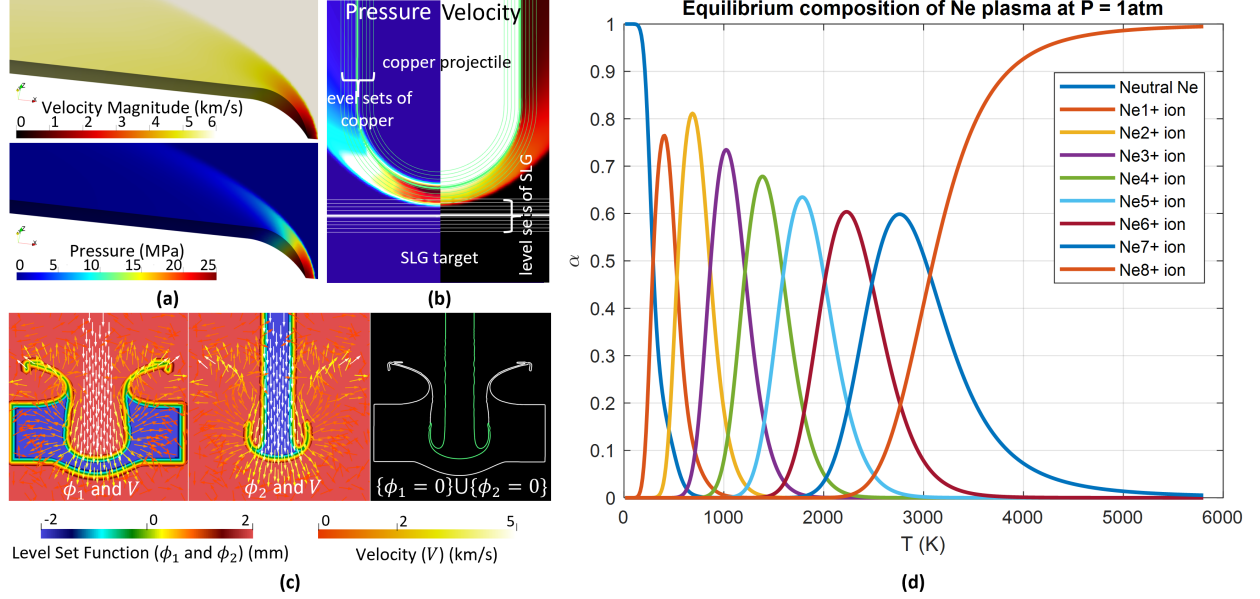 Velocity Magnitude (km/s)
0 1 2 3 4 5 6
Pressure (MPa)
0 5 10 15 20 25
(a)
Pressure Velocity
copper projectile
level sets of
copper
level sets of SLG
SLG target
(b)
ϕ₁ and V
ϕ₂ and V
{ϕ₁ = 0}∪{ϕ₂ = 0}
-2 0 2
Level Set Function (ϕ₁ and ϕ₂) (mm)
0 2 5
Velocity (V) (km/s)
(c)
Equilibrium composition of Ne plasma at P = 1atm
1
0.9
0.8
0.7
0.6
0.5
0.4
0.3
0.2
0.1
0
α
Neutral Ne
Ne1+ ion
Ne2+ ion
Ne3+ ion
Ne4+ ion
Ne5+ ion
Ne6+ ion
Ne7+ ion
Ne8+ ion
0 1000 2000 3000 4000 5000 6000
T (K)
(d)